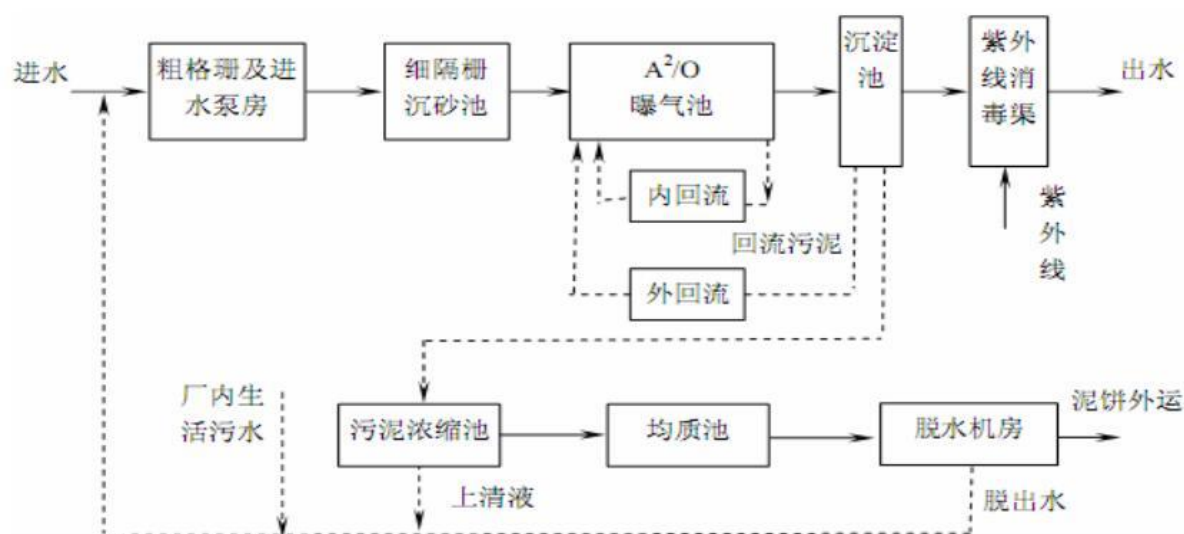 进水
粗格珊及进
水泵房
细隔栅
沉砂池
A²/O
曝气池
沉淀
池
紫外
线消
毒渠
出水
内回流
回流污泥
外回流
紫
外
线
厂内生
活污水
污泥浓缩池
均质池
脱水机房
泥饼外运
上清液
脱出水